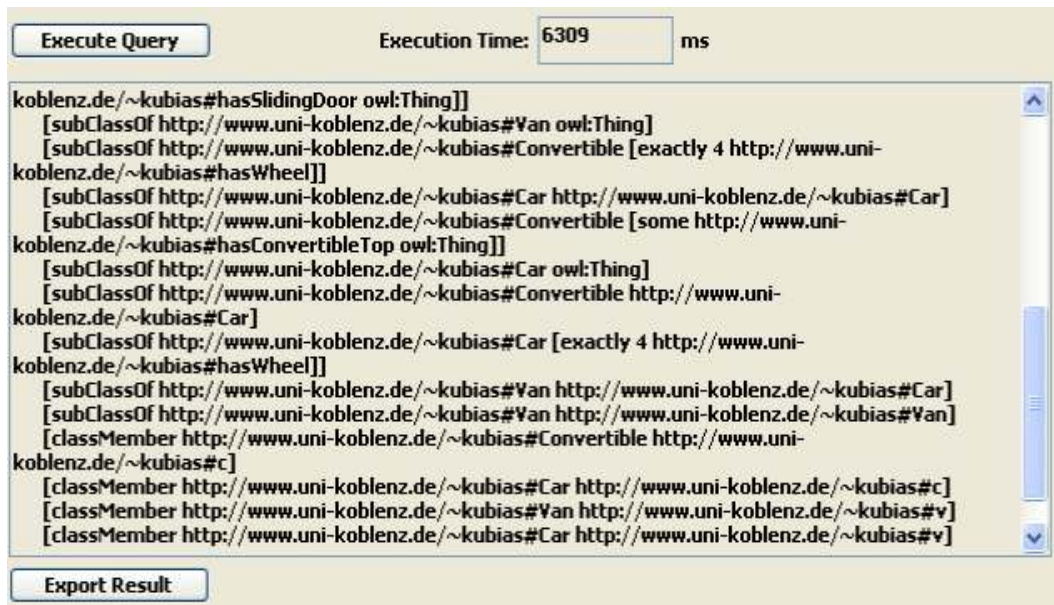 Execute Query Execution Time: 6309 ms
koblenz.de/~kubias#hasSlidingDoor owl:Thing]]
[subClassOf http://www.uni-koblenz.de/~kubias#Van owl:Thing]
[subClassOf http://www.uni-koblenz.de/~kubias#Convertible [exactly 4 http://www.uni-
koblenz.de/~kubias#hasWheel]]
[subClassOf http://www.uni-koblenz.de/~kubias#Car http://www.uni-koblenz.de/~kubias#Car]
[subClassOf http://www.uni-koblenz.de/~kubias#Convertible [some http://www.uni-
koblenz.de/~kubias#hasConvertibleTop owl:Thing]]
[subClassOf http://www.uni-koblenz.de/~kubias#Car owl:Thing]
[subClassOf http://www.uni-koblenz.de/~kubias#Convertible http://www.uni-
koblenz.de/~kubias#Car]
[subClassOf http://www.uni-koblenz.de/~kubias#Car [exactly 4 http://www.uni-
koblenz.de/~kubias#hasWheel]]
[subClassOf http://www.uni-koblenz.de/~kubias#Van http://www.uni-koblenz.de/~kubias#Car]
[subClassOf http://www.uni-koblenz.de/~kubias#Van http://www.uni-koblenz.de/~kubias#Van]
[classMember http://www.uni-koblenz.de/~kubias#Convertible http://www.uni-
koblenz.de/~kubias#c]
[classMember http://www.uni-koblenz.de/~kubias#Car http://www.uni-koblenz.de/~kubias#c]
[classMember http://www.uni-koblenz.de/~kubias#Van http://www.uni-koblenz.de/~kubias#v]
[classMember http://www.uni-koblenz.de/~kubias#Car http://www.uni-koblenz.de/~kubias#v]
Export Result